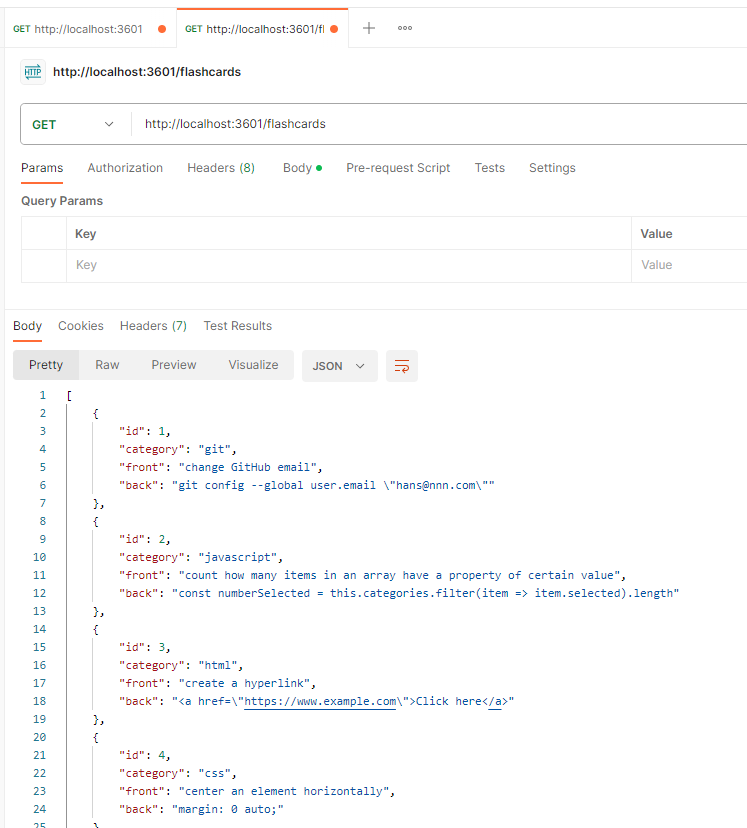 GET http://localhost:3601 GET http://localhost:3601/fl
HTTP http://localhost:3601/flashcards
GET http://localhost:3601/flashcards
Params Authorization Headers (8) Body Pre-request Script Tests Settings
Query Params
Key Value
Key Value
Body Cookies Headers (7) Test Results
Pretty Raw Preview Visualize JSON
1 [
2 {
3 "id": 1,
4 "category": "git",
5 "front": "change GitHub email",
6 "back": "git config --global user.email \"hans@nnn.com\""
7 },
8 {
9 "id": 2,
10 "category": "javascript",
11 "front": "count how many items in an array have a property of certain value",
12 "back": "const numberSelected = this.categories.filter(item => item.selected).length"
13 },
14 {
15 "id": 3,
16 "category": "html",
17 "front": "create a hyperlink",
18 "back": "<a href=\"https://www.example.com\">Click here</a>"
19 },
20 {
21 "id": 4,
22 "category": "css",
23 "front": "center an element horizontally",
24 "back": "margin: 0 auto;"
25 }